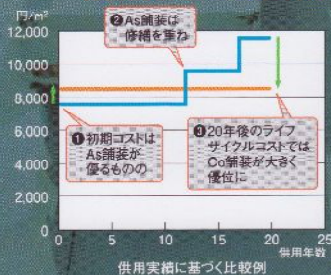 円/m²
12,000
10,000
8,000
6,000
4,000
2,000
0
❷As舗装は
修繕を重ね
❶初期コストは
As舗装が
優るものの
❸20年後のライフ
サイクルコストでは
Co舗装が大きく
優位に
0
5
10
15
20
25
供用年数
供用実績に基づく比較例